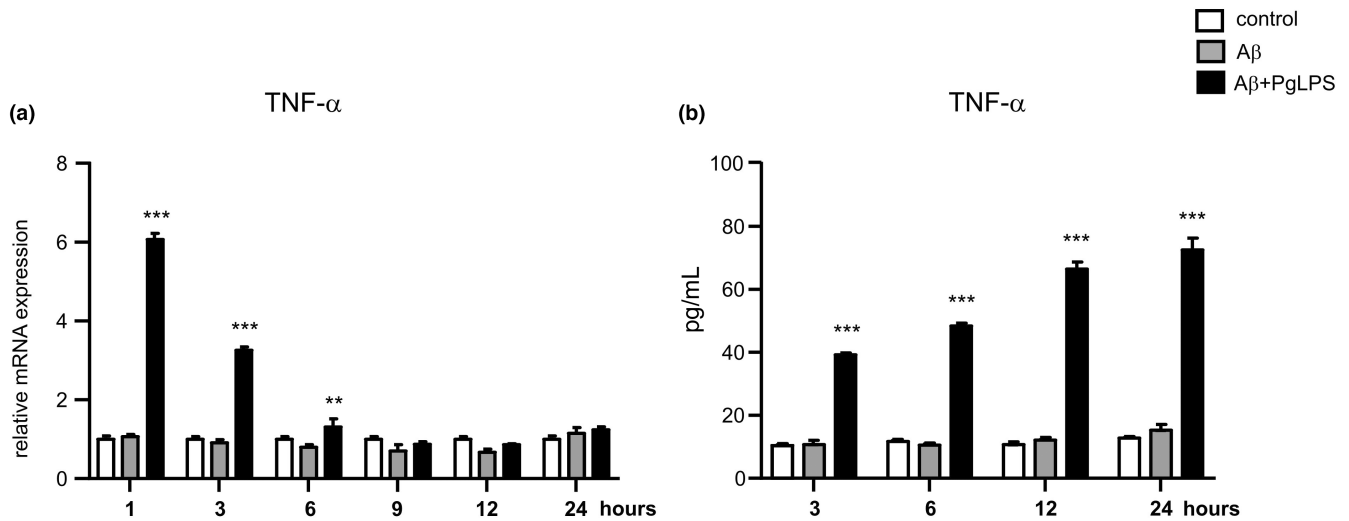 control
Aβ
Aβ+PgLPS
(a)
TNF-α
relative mRNA expression
8
6
4
2
0
***
***
**
1 3 6 9 12 24 hours
(b)
TNF-α
pg/mL
100
80
60
40
20
0
***
***
***
***
3 6 12 24 hours